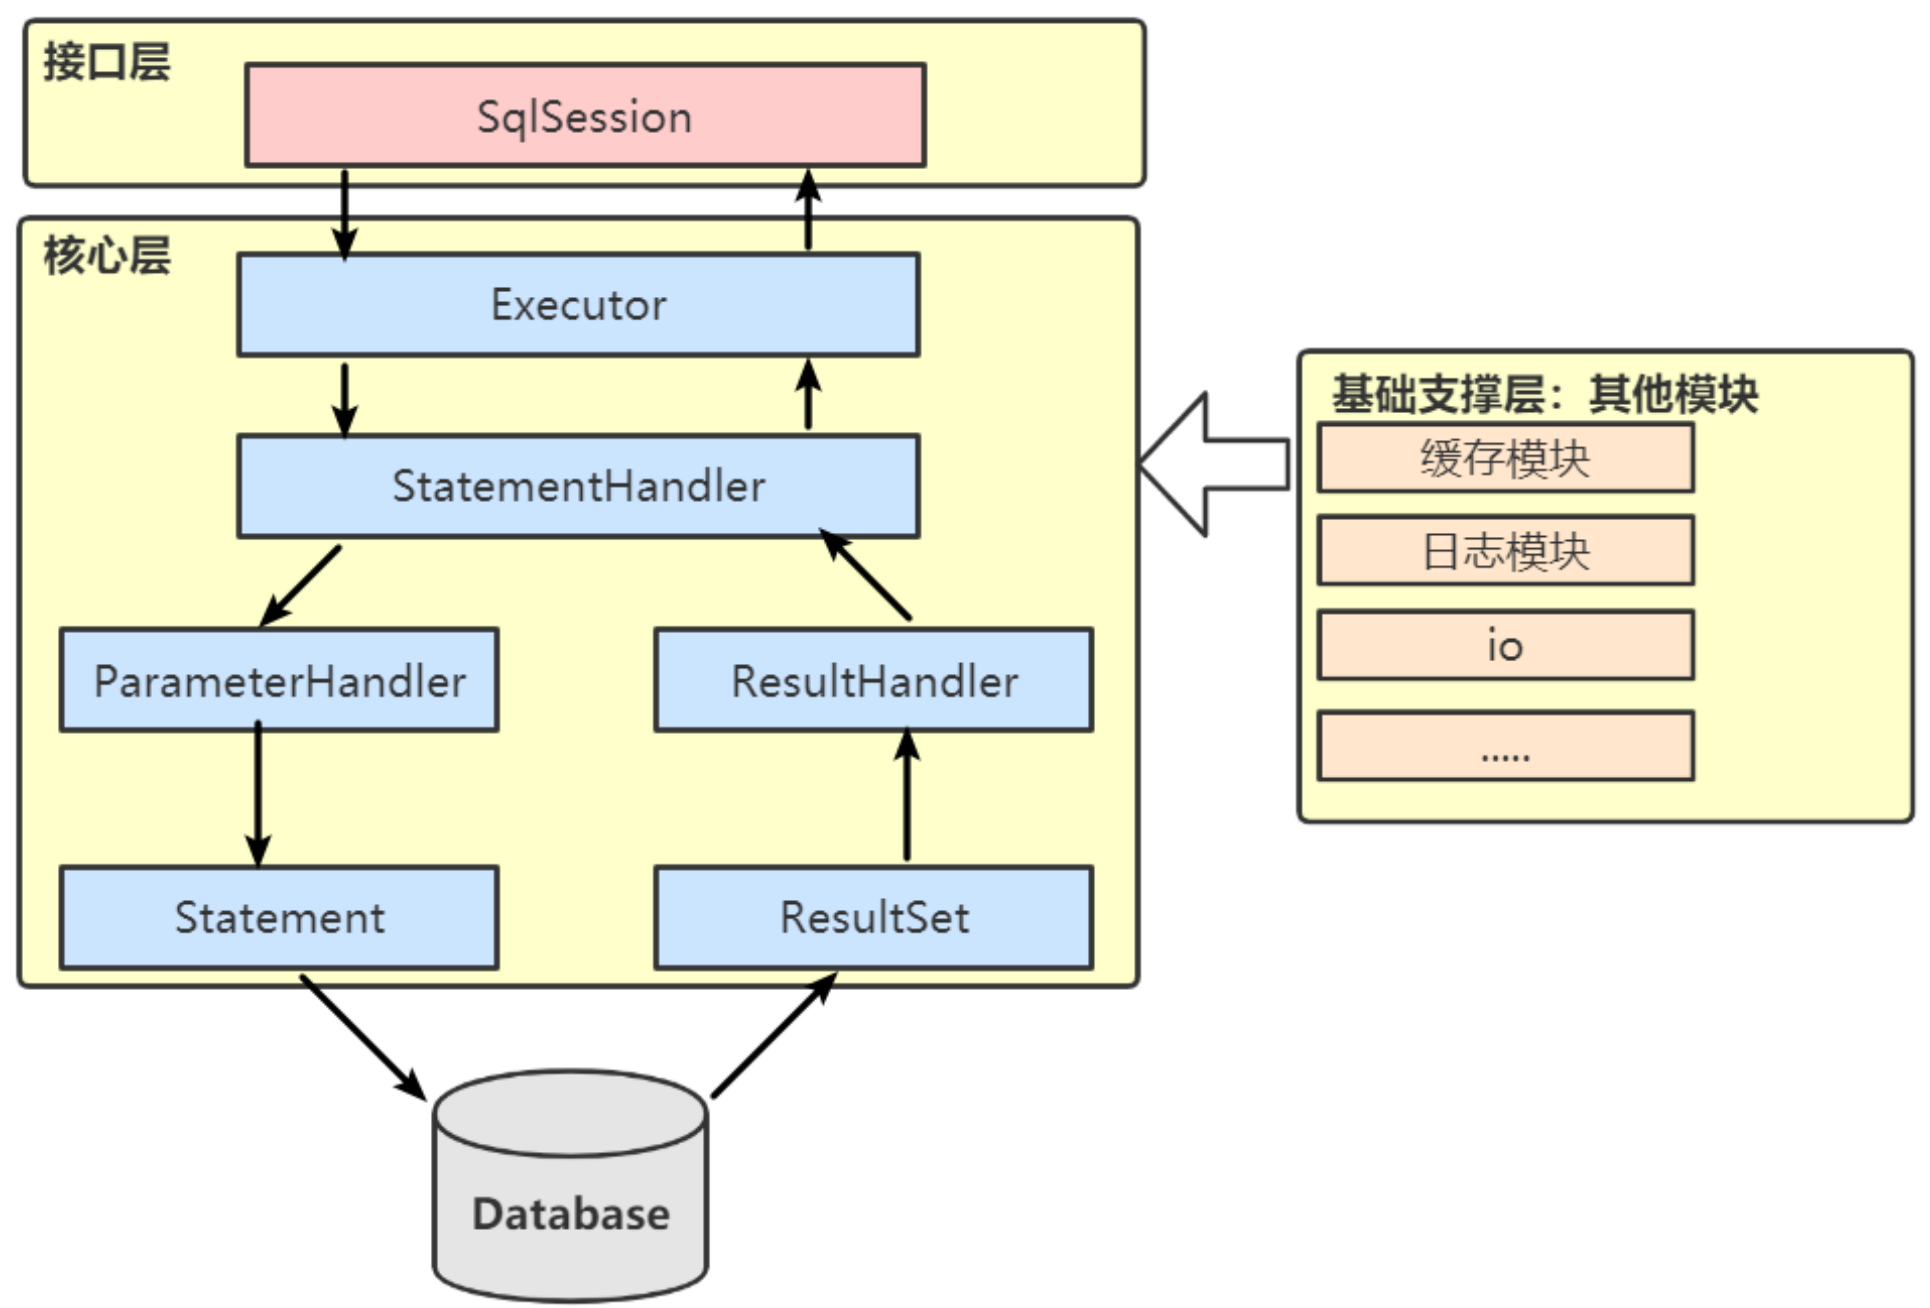 接口层
SqlSession
核心层
Executor
StatementHandler
ParameterHandler
ResultHandler
Statement
ResultSet
Database
基础支撑层：其他模块
缓存模块
日志模块
io
.....